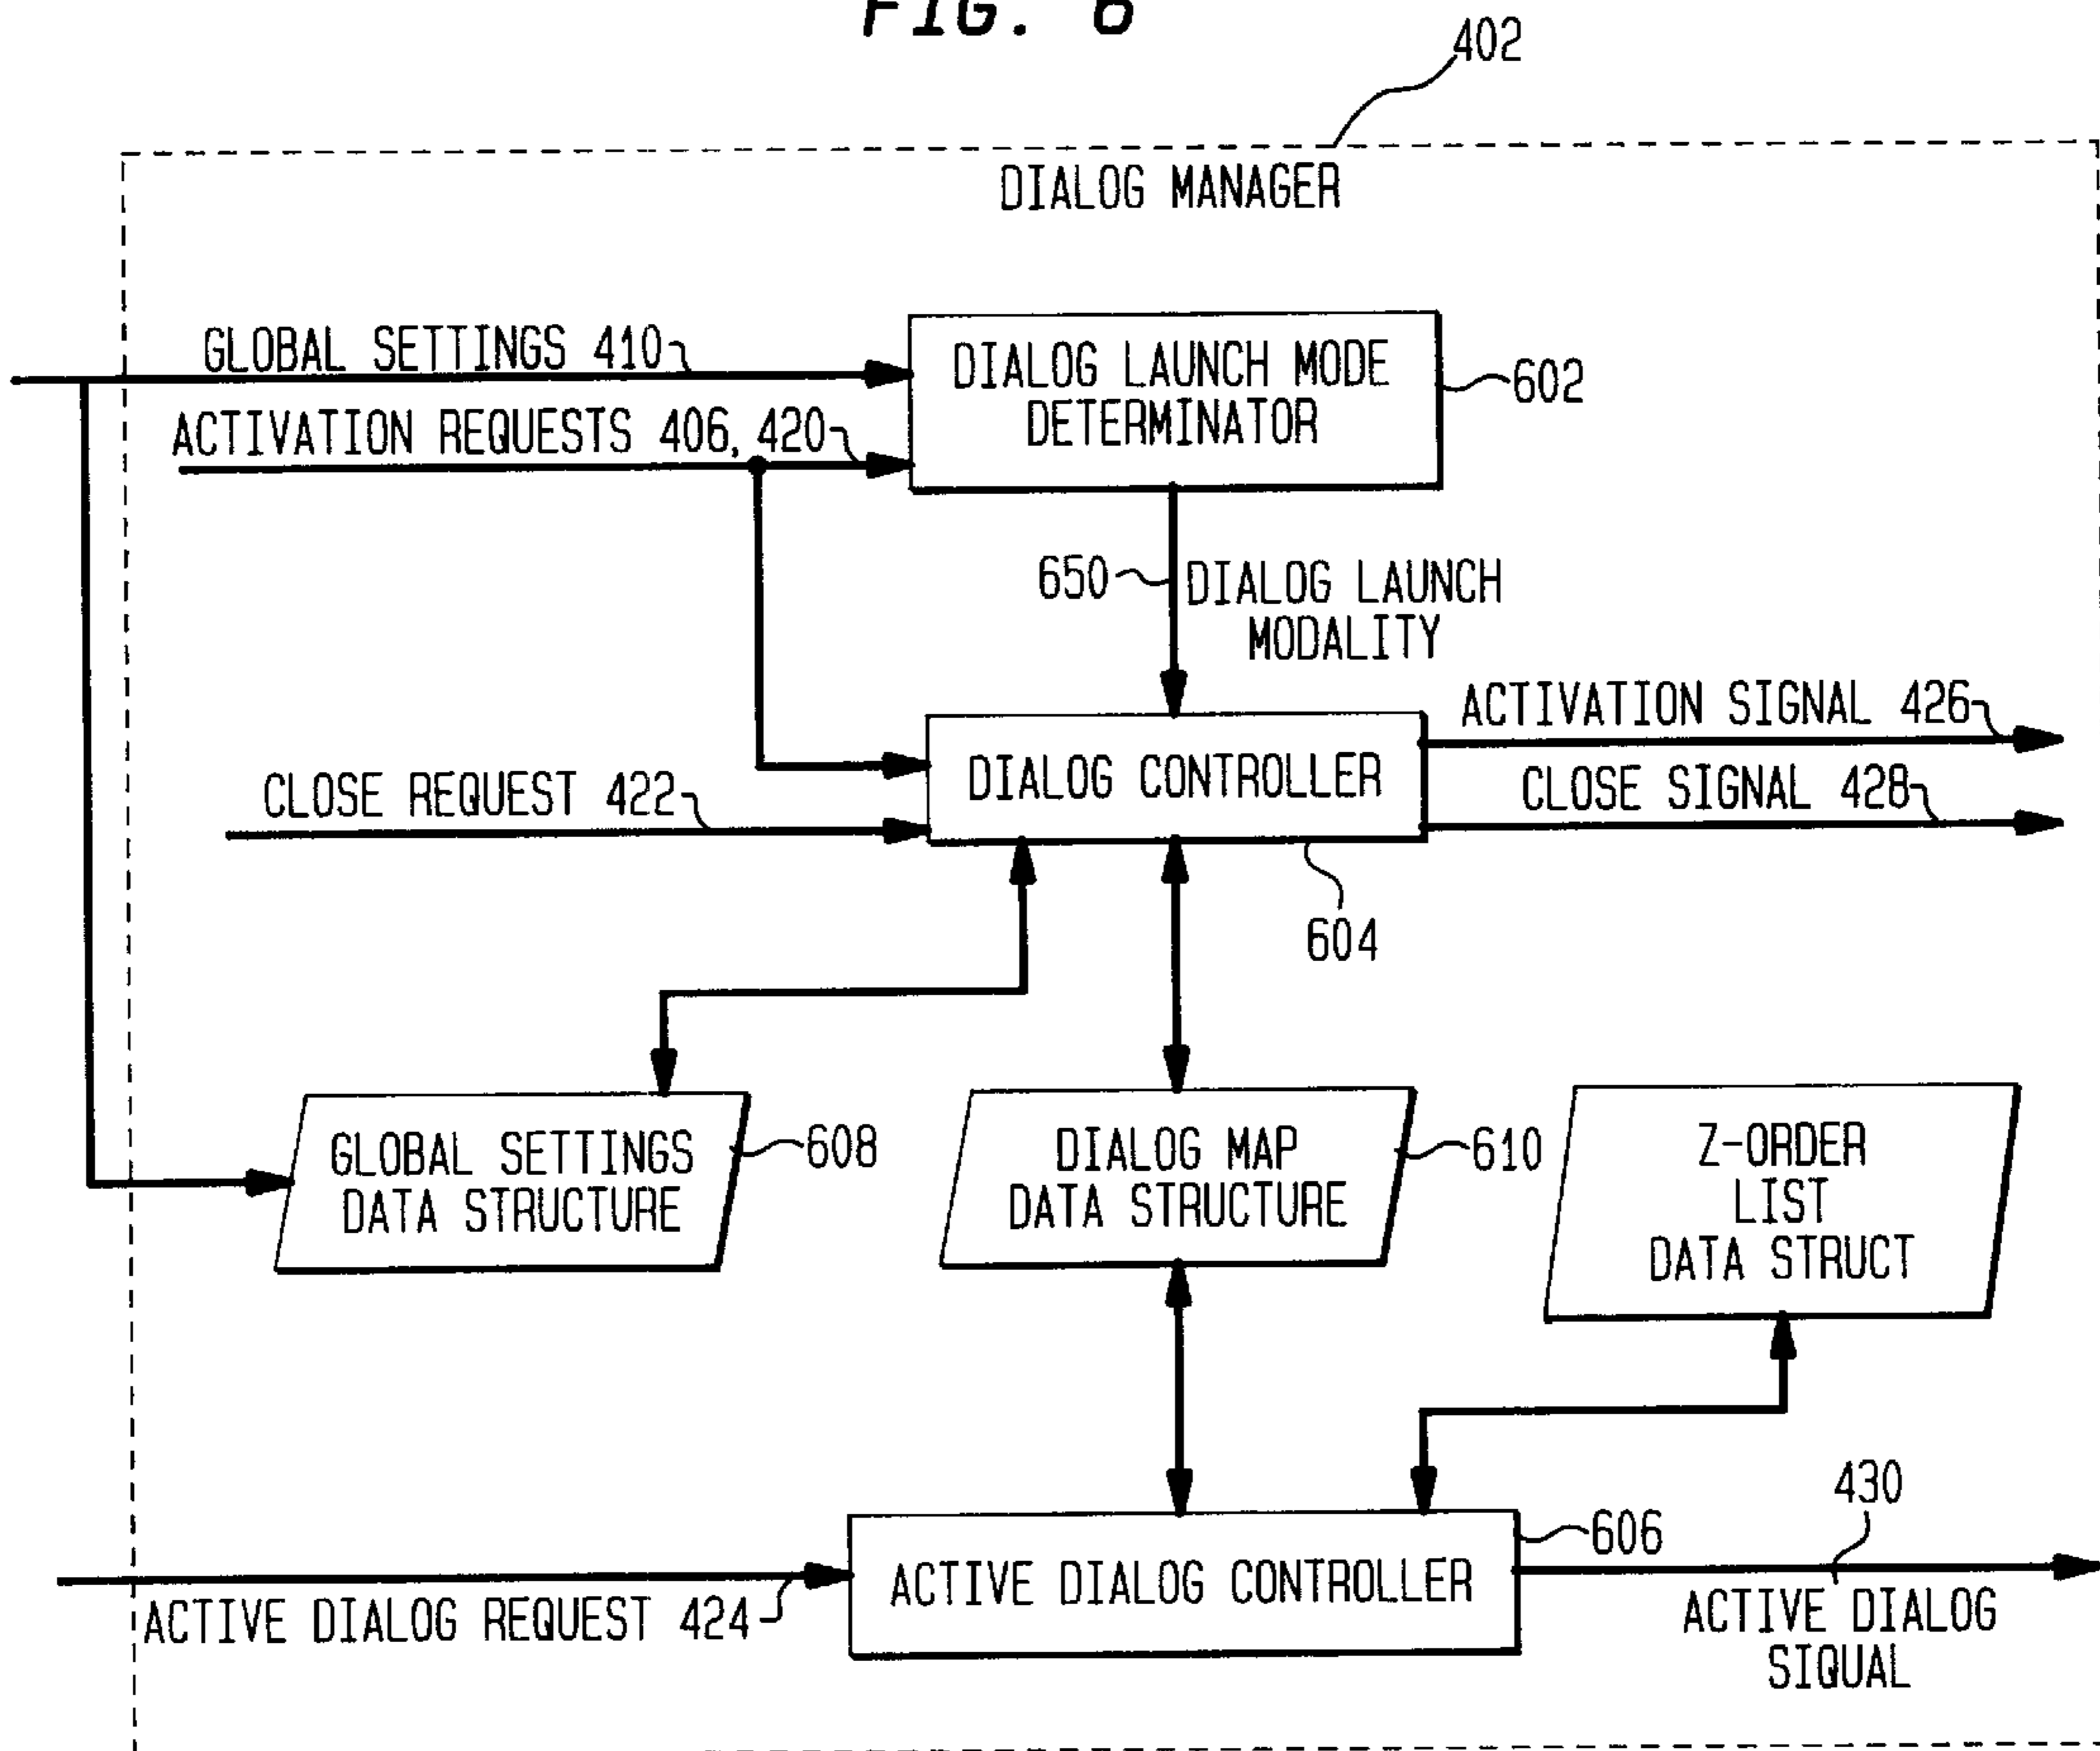 FIG. 6
402
DIALOG MANAGER
GLOBAL SETTINGS 410
DIALOG LAUNCH MODE
DETERMINATOR
602
ACTIVATION REQUESTS 406, 420
650
DIALOG LAUNCH
MODALITY
ACTIVATION SIGNAL 426
DIALOG CONTROLLER
CLOSE REQUEST 422
CLOSE SIGNAL 428
604
GLOBAL SETTINGS
DATA STRUCTURE
608
DIALOG MAP
DATA STRUCTURE
610
Z-ORDER
LIST
DATA STRUCT
430
606
ACTIVE DIALOG CONTROLLER
ACTIVE DIALOG REQUEST 424
ACTIVE DIALOG
SIQUAL